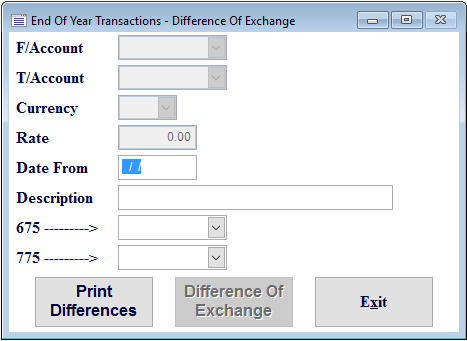 End Of Year Transactions - Difference Of Exchange
F/Account
T/Account
Currency
Rate 0.00
Date From / /
Description
675 --------->
775 --------->
Print
Differences
Difference Of
Exchange
Exit